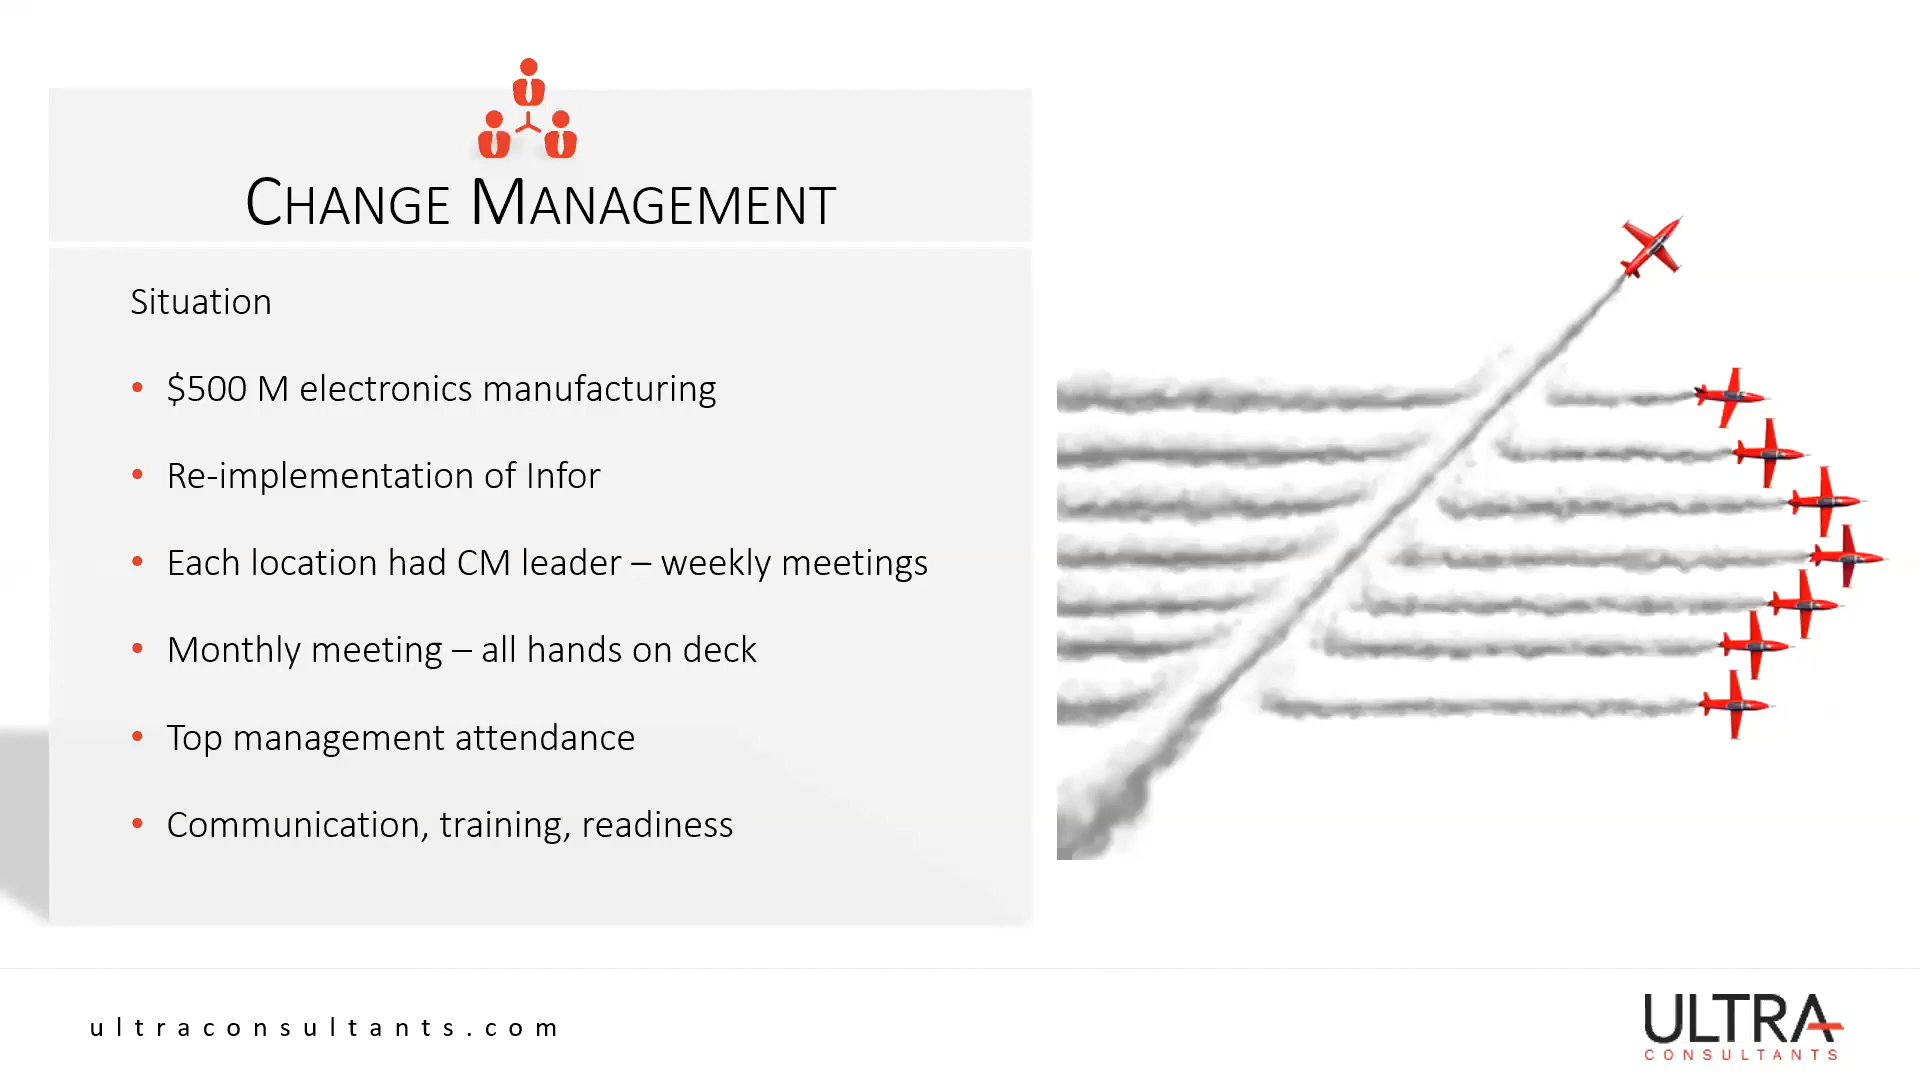 CHANGE MANAGEMENT
Situation
• $500 M electronics manufacturing
• Re-implementation of Infor
• Each location had CM leader – weekly meetings
• Monthly meeting – all hands on deck
• Top management attendance
• Communication, training, readiness
ultraconsultants.com
ULTRA
CONSULTANTS